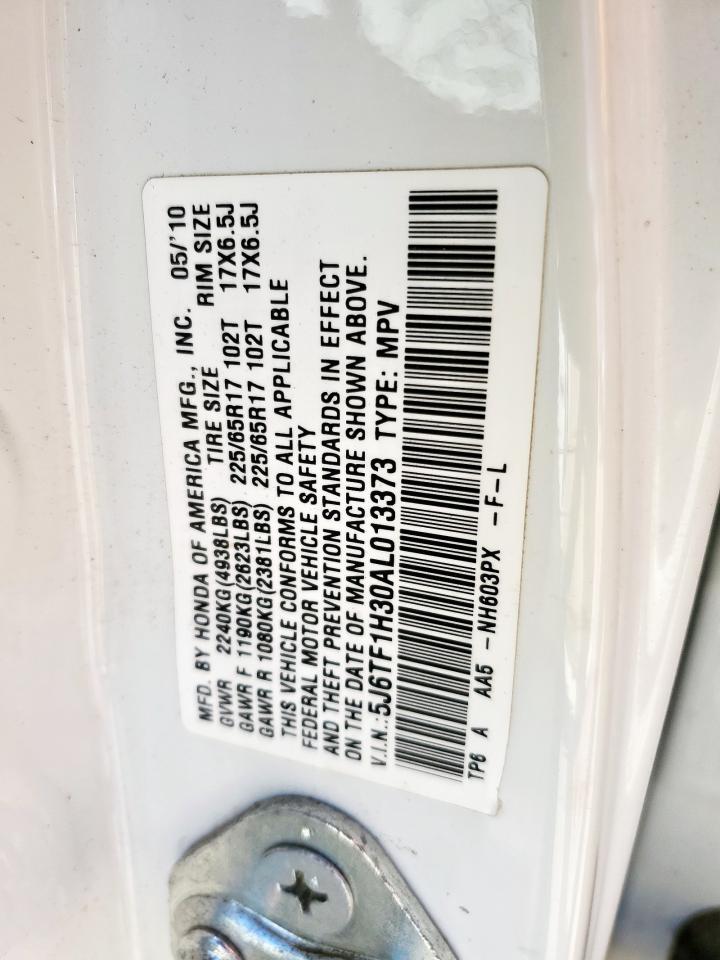 MFD. BY HONDA OF AMERICA MFG., INC. 05/'10
GVWR 2240KG(4938LBS) TIRE SIZE RIM SIZE
GAWR F 1190KG(2623LBS) 225/65R17 102T 17X6.5J
GAWR R 1080KG(2381LBS) 225/65R17 102T 17X6.5J
THIS VEHICLE CONFORMS TO ALL APPLICABLE
FEDERAL MOTOR VEHICLE SAFETY
AND THEFT PREVENTION STANDARDS IN EFFECT
ON THE DATE OF MANUFACTURE SHOWN ABOVE.
V.I.N.: 5J6TF1H30AL013373 TYPE: MPV
TP6 A AA5 -NH603PX -F-L